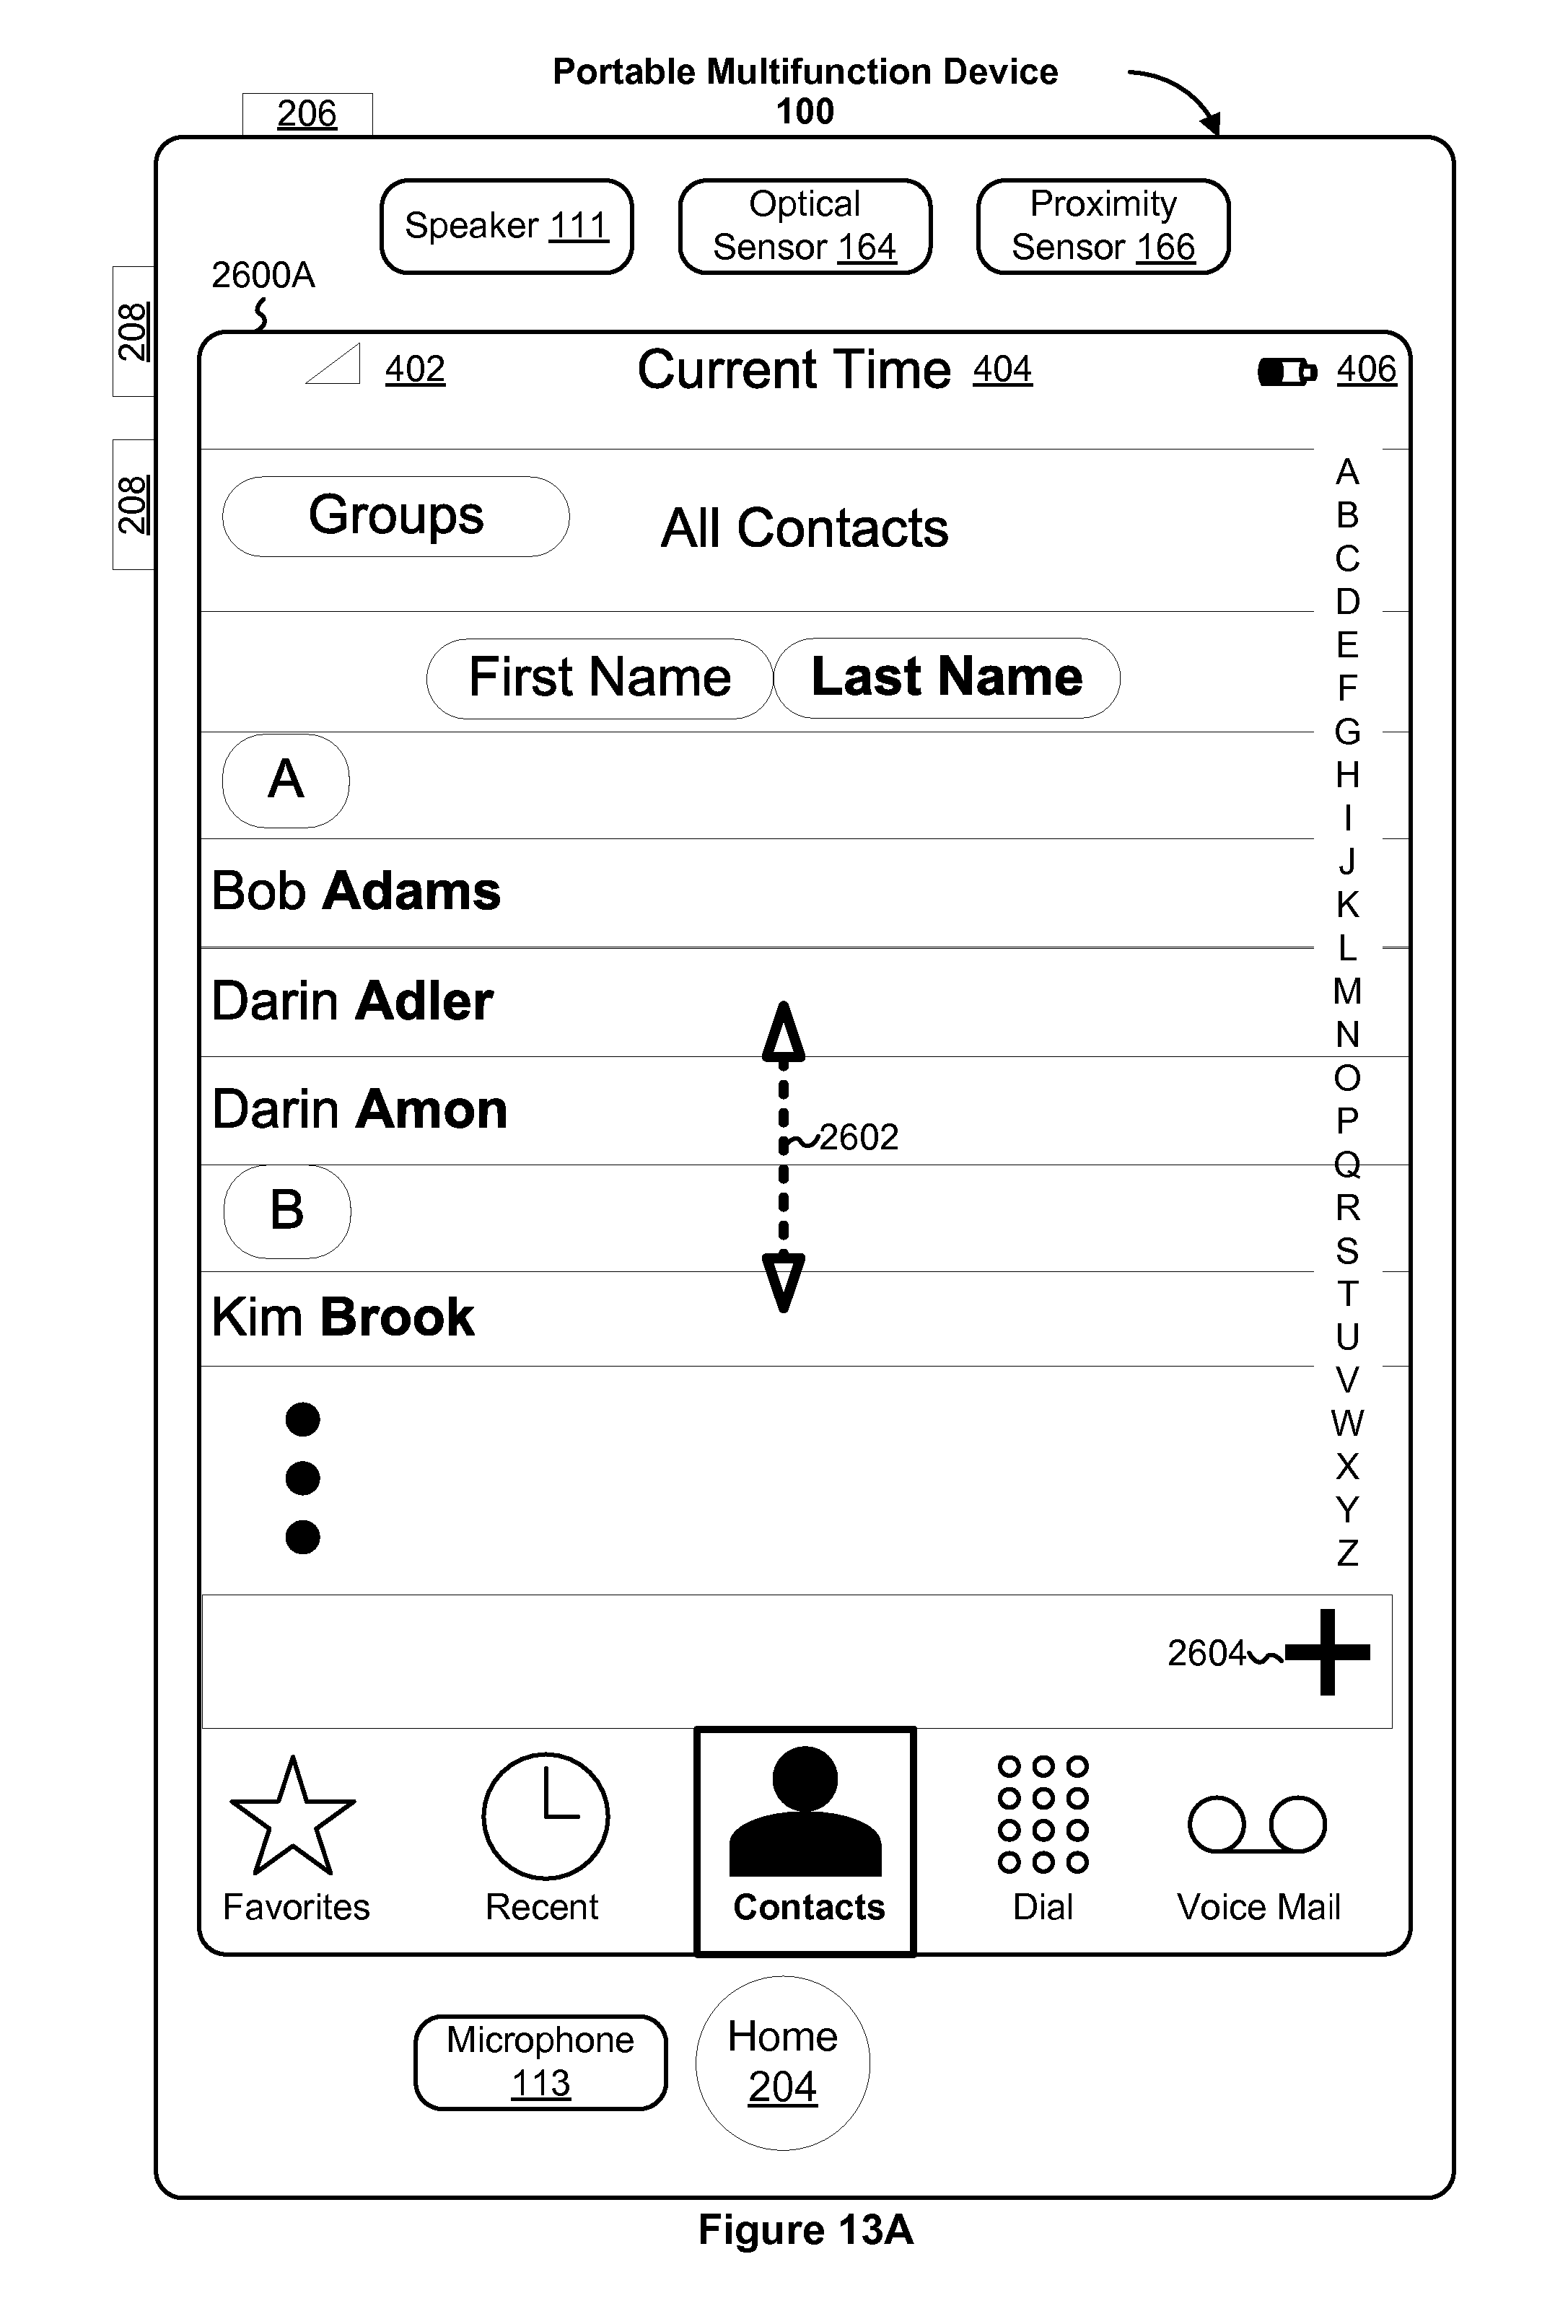 Portable Multifunction Device
100
206
Speaker 111
Optical
Sensor 164
Proximity
Sensor 166
2600A
208
208
402
Current Time 404
406
Groups
All Contacts
First Name
Last Name
A
Bob Adams
Darin Adler
Darin Amon
2602
B
Kim Brook
A
B
C
D
E
F
G
H
I
J
K
L
M
N
O
P
Q
R
S
T
U
V
W
X
Y
Z
2604
Favorites
Recent
Contacts
Dial
Voice Mail
Microphone
113
Home
204
Figure 13A